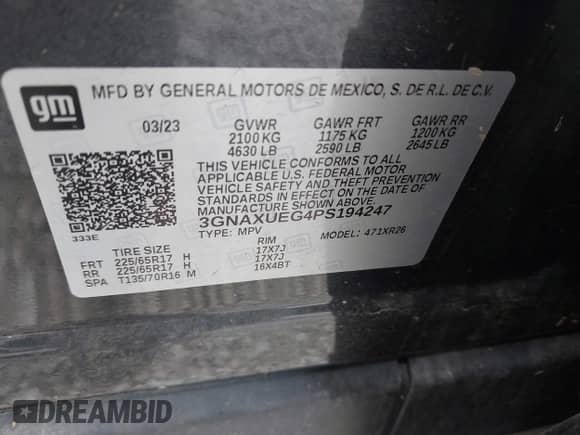 gm
MFD BY GENERAL MOTORS DE MEXICO, S. DE R.L. DE C.V.
03/23 GVWR GAWR FRT GAWR RR
2100 KG 1175 KG 1200 KG
4630 LB 2590 LB 2645 LB
THIS VEHICLE CONFORMS TO ALL
APPLICABLE U.S. FEDERAL MOTOR
VEHICLE SAFETY AND THEFT PREVENTION
STANDARDS IN EFFECT ON THE DATE OF
MANUFACTURE SHOWN ABOVE.
3GNAXUEG4PS194247
333E TYPE: MPV MODEL: 471XR26
TIRE SIZE RIM
FRT 225/65R17 H 17X7J
RR 225/65R17 H 17X7J
SPA T135/70R16 M 16X4BT
DREAMBID